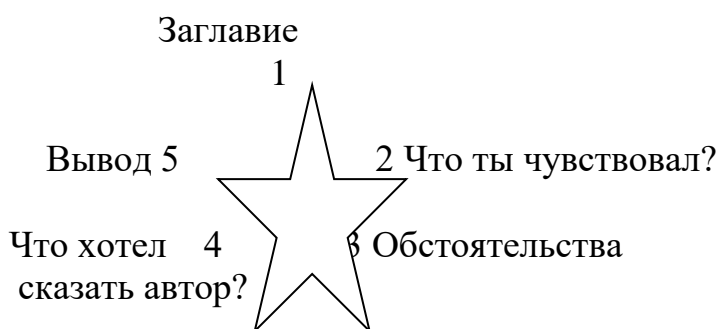 Заглавие
1
Вывод 5 2 Что ты чувствовал?
Что хотел 4 3 Обстоятельства
сказать автор?